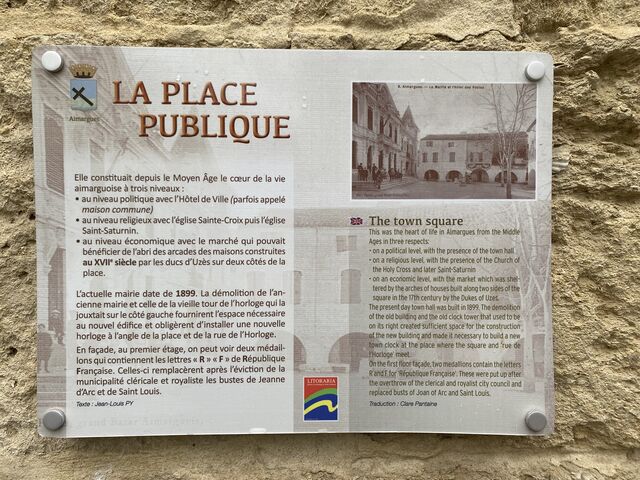 Aimargues
LA PLACE
PUBLIQUE
Elle constituait depuis le Moyen Âge le cœur de la vie
aimarguoise à trois niveaux :
• au niveau politique avec l'Hôtel de Ville (parfois appelé
maison commune)
• au niveau religieux avec l'église Sainte-Croix puis l'église
Saint-Saturnin.
• au niveau économique avec le marché qui pouvait
bénéficier de l'abri des arcades des maisons construites
au XVIIe siècle par les ducs d'Uzès sur deux côtés de la
place.
L'actuelle mairie date de 1899. La démolition de l'an-
cienne mairie et celle de la vieille tour de l'horloge qui la
jouxtait sur le côté gauche fournirent l'espace nécessaire
au nouvel édifice et obligèrent d'installer une nouvelle
horloge à l'angle de la place et de la rue de l'Horloge.
En façade, au premier étage, on peut voir deux médail-
lons qui contiennent les lettres « R » « F » de République
Française. Celles-ci remplacèrent après l'éviction de la
municipalité cléricale et royaliste les bustes de Jeanne
d'Arc et de Saint Louis.
Texte : Jean-Louis PY
AIMARGUES — La Mairie et l'Hôtel des Postes
The town square
This was the heart of life in Aimargues from the Middle
Ages in three respects:
• on a political level, with the presence of the town hall
• on a religious level, with the presence of the Church of
the Holy Cross and later Saint-Saturnin
• on an economic level, with the market which was shel-
tered by the arches of houses built along two sides of the
square in the 17th century by the Dukes of Uzes.
The present day town hall was built in 1899. The demolition
of the old building and the old clock tower that used to be
on its right created sufficient space for the construction
of the new building and made it necessary to build a new
town clock at the place where the square and 'rue de
l'Horloge' meet.
On the first floor façade, two medallions contain the letters
R and F for 'République Française'. These were put up after
the overthrow of the clerical and royalist city council and
replaced busts of Joan of Arc and Saint Louis.
Traduction : Clare Pantaine
LITORARIA